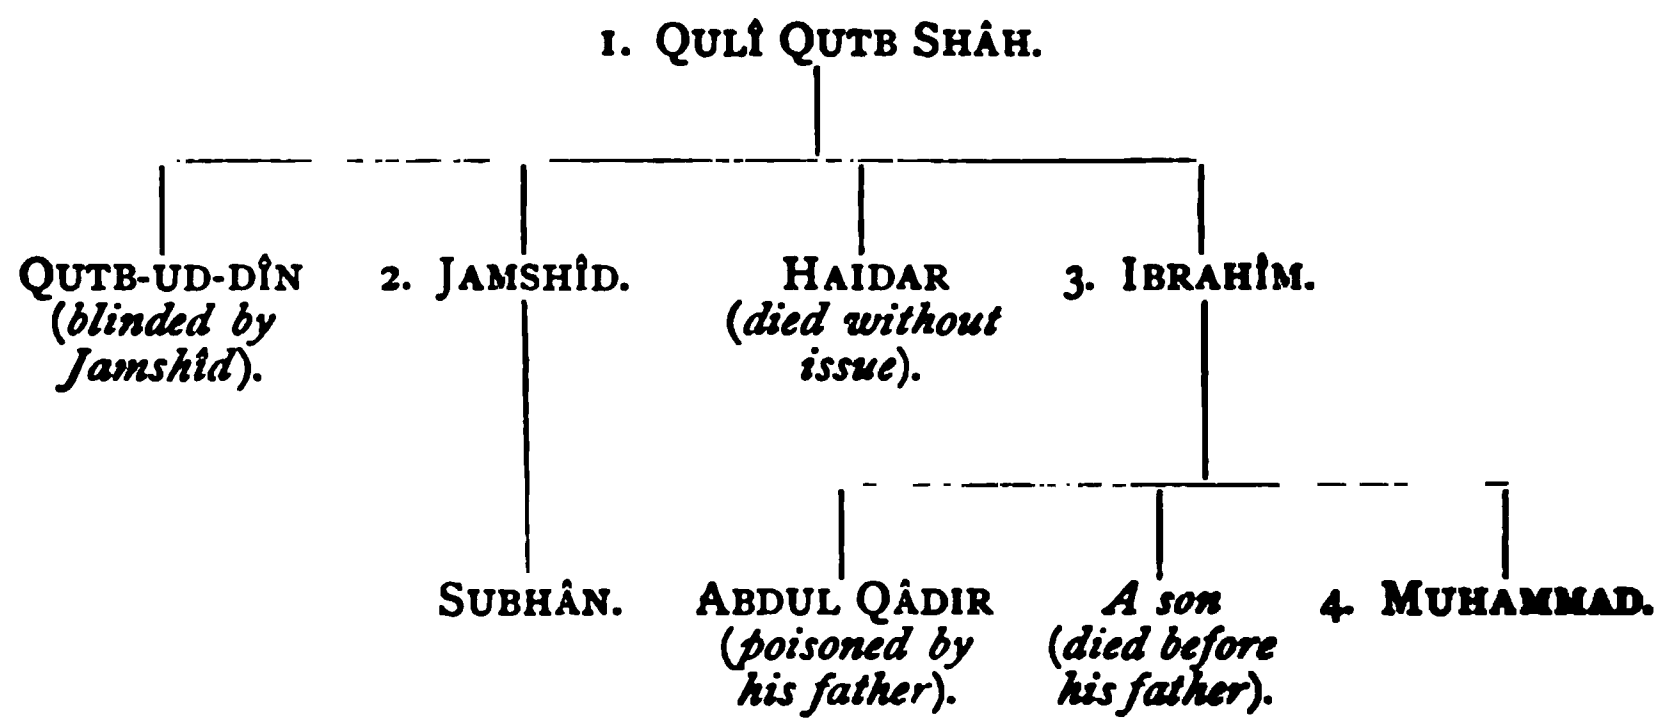 1. QULÎ QUTB SHÂH.
QUTB-UD-DÎN 2. JAMSHÎD. HAIDAR 3. IBRAHÎM.
(blinded by (died without
Jamshîd). issue).
SUBHÂN. ABDUL QÂDIR A son 4. MUHAMMAD.
(poisoned by (died before
his father). his father).